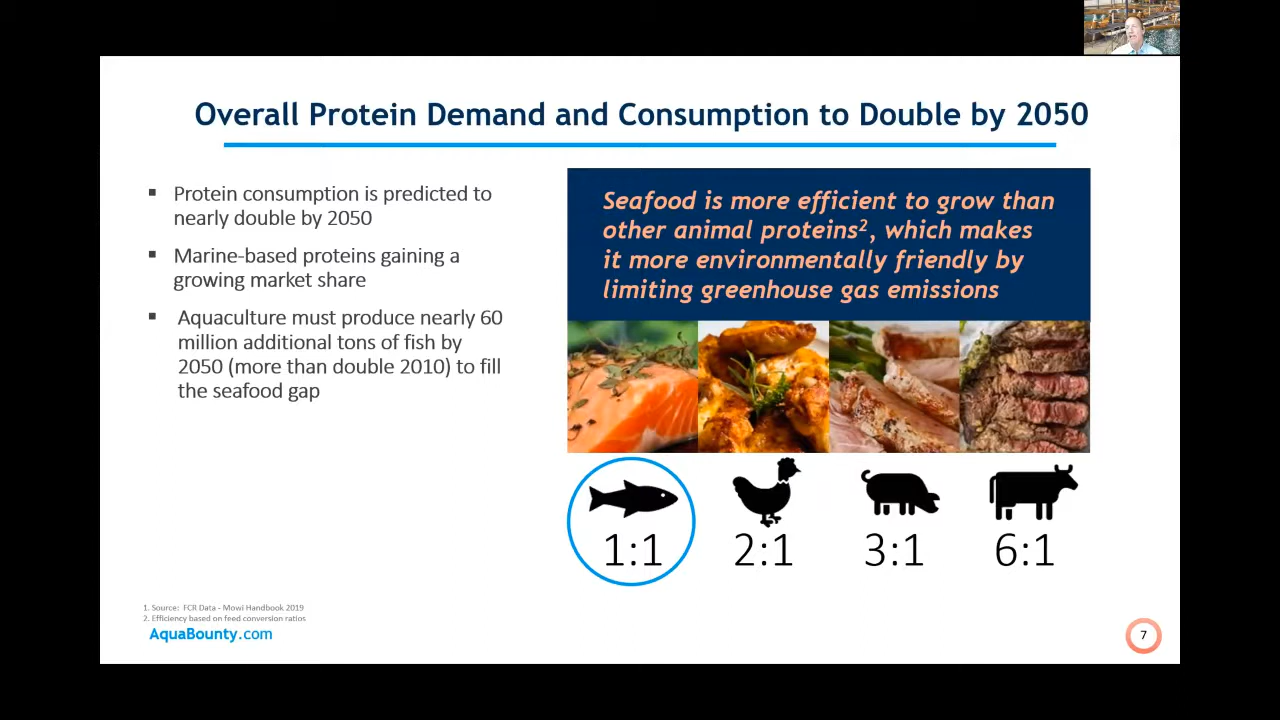 Overall Protein Demand and Consumption to Double by 2050
▪ Protein consumption is predicted to
nearly double by 2050
▪ Marine-based proteins gaining a
growing market share
▪ Aquaculture must produce nearly 60
million additional tons of fish by
2050 (more than double 2010) to fill
the seafood gap
Seafood is more efficient to grow than
other animal proteins², which makes
it more environmentally friendly by
limiting greenhouse gas emissions
1:1 2:1 3:1 6:1
1. Source: FCR Data - Mowi Handbook 2019
2. Efficiency based on feed conversion ratios
AquaBounty.com
7